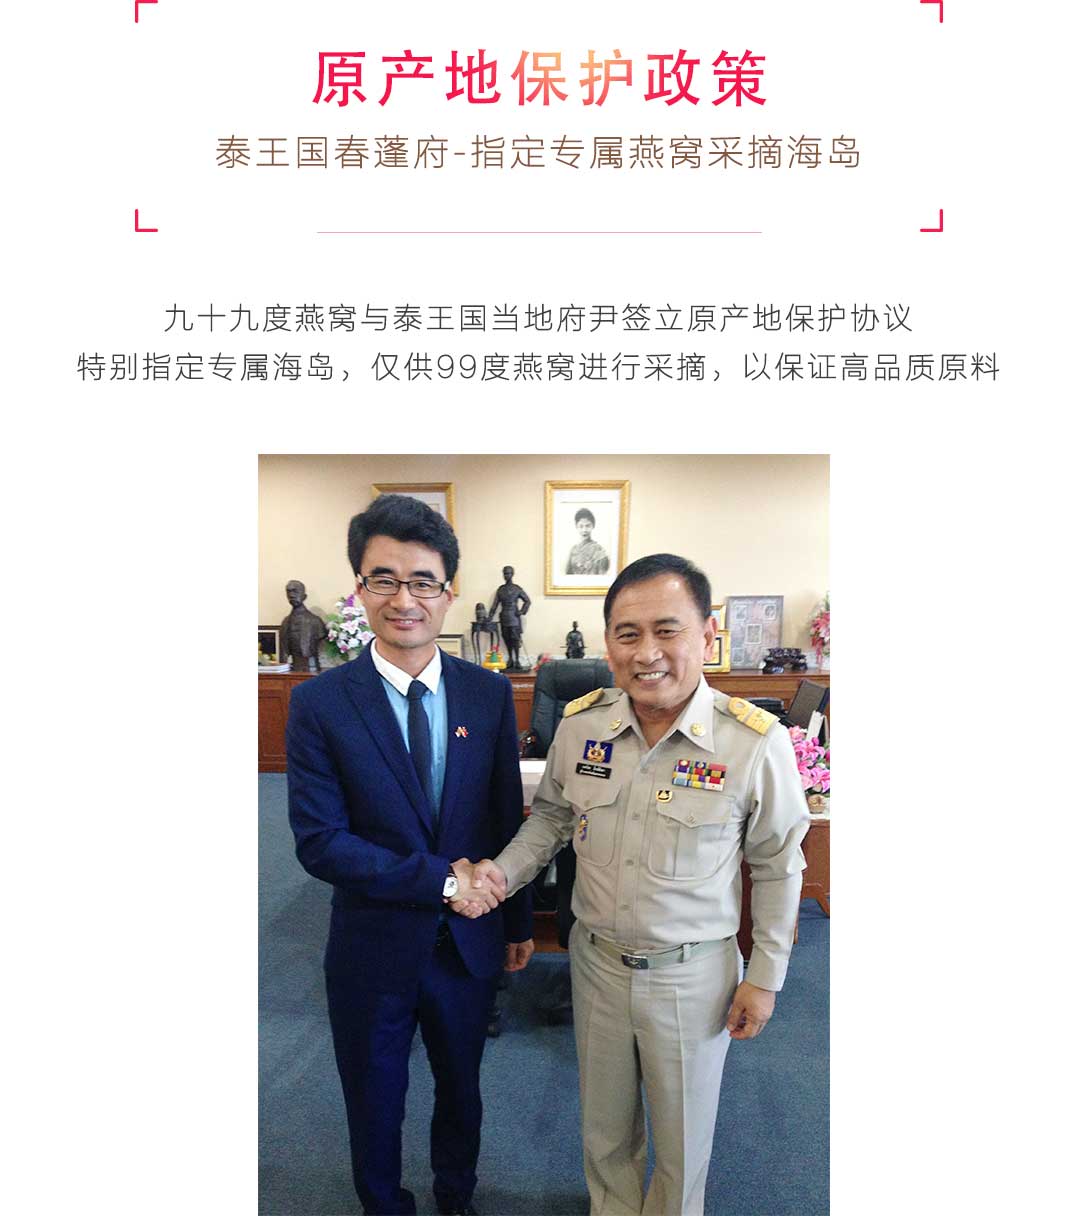 原产地保护政策
泰王国春蓬府-指定专属燕窝采摘海岛
九十九度燕窝与泰王国当地府尹签立原产地保护协议
特别指定专属海岛，仅供99度燕窝进行采摘，以保证高品质原料